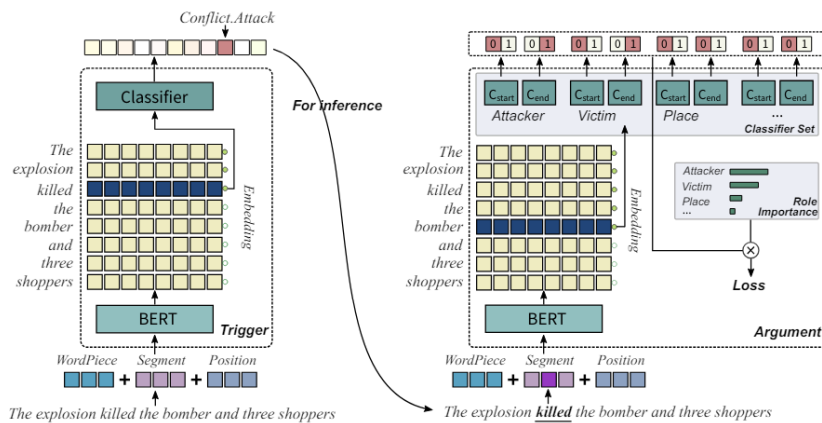 Conflict.Attack
Classifier
The
explosion
killed
the
bomber
and
three
shoppers
Embedding
BERT
Trigger
WordPiece Segment Position
+ +
The explosion killed the bomber and three shoppers
For inference
0 1 0 1 0 1 0 1 0 1 0 1 0 1 0 1
Cstart Cend Cstart Cend Cstart Cend Cstart Cend
Attacker Victim Place ...
Classifier Set
The
explosion
killed
the
bomber
and
three
shoppers
Embedding
Attacker
Victim
Place
...
Role
Importance
Loss
BERT
Argument
WordPiece Segment Position
+ +
The explosion killed the bomber and three shoppers